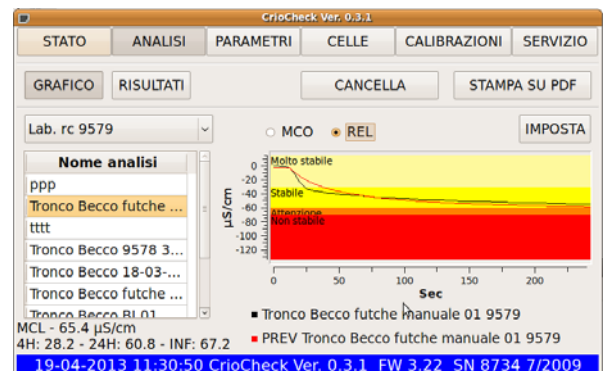 CrioCheck Ver. 0.3.1
STATO ANALISI PARAMETRI CELLE CALIBRAZIONI SERVIZIO
GRAFICO RISULTATI CANCELLA STAMPA SU PDF
Lab. rc 9579 MCO REL IMPOSTA
Nome analisi
ppp
Tronco Becco futche ...
tttt
Tronco Becco 9578 3...
Tronco Becco 18-03-...
Tronco Becco futche ...
Tronco Becco BL01
MCL - 65.4 µS/cm
4H: 28.2 - 24H: 60.8 - INF: 67.2
µS/cm
0
-20
-40
-60
-80
-100
-120
Molto stabile
Stabile
Attenzione
Non stabile
0 50 100 150 200
Sec
Tronco Becco futche manuale 01 9579
PREV Tronco Becco futche manuale 01 9579
19-04-2013 11:30:50 CrioCheck Ver. 0.3.1 FW 3.22 SN 8734 7/2009